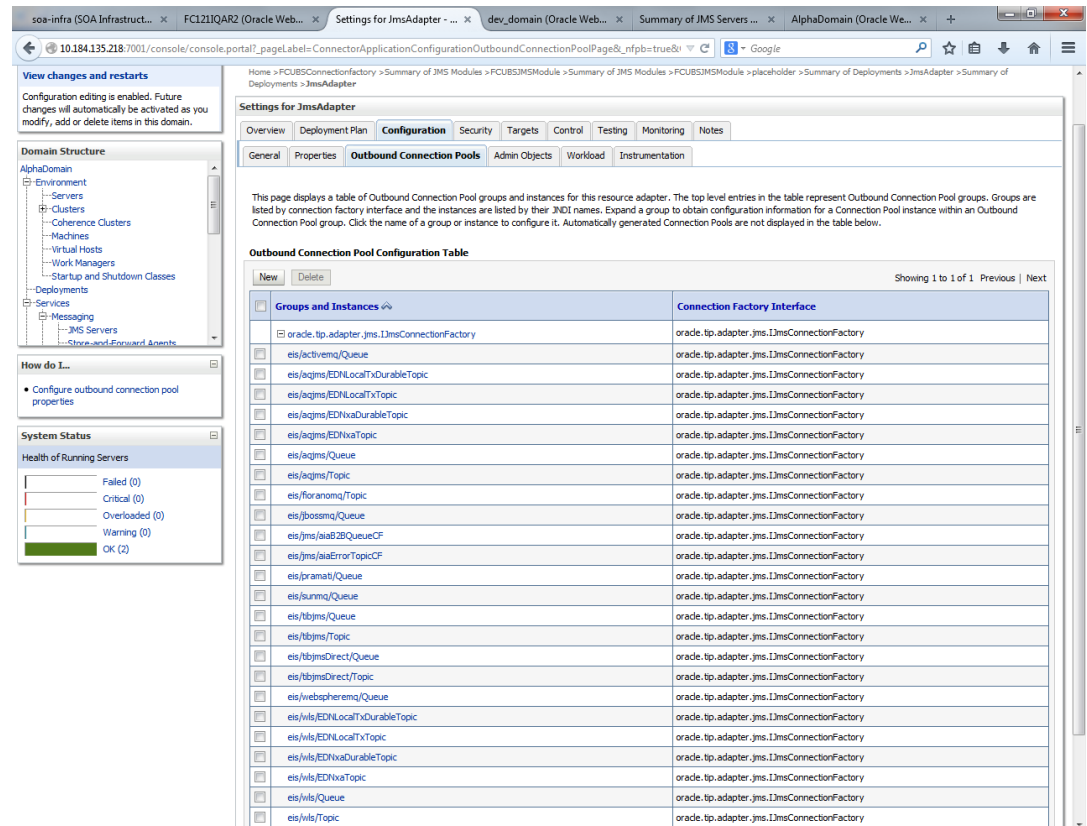 soa-infra (SOA Infrastruct... ×
FC121IQAR2 (Oracle Web... ×
Settings for JmsAdapter - ... ×
dev_domain (Oracle Web... ×
Summary of JMS Servers ... ×
AlphaDomain (Oracle We... ×
10.184.135.218:7001/console/console.portal?_pageLabel=ConnectorApplicationConfigurationOutboundConnectionPoolPage&_nfpb=true&
Google
View changes and restarts
Configuration editing is enabled. Future
changes will automatically be activated as you
modify, add or delete items in this domain.
Domain Structure
AlphaDomain
Environment
Servers
Clusters
Coherence Clusters
Machines
Virtual Hosts
Work Managers
Startup and Shutdown Classes
Deployments
Services
Messaging
JMS Servers
Store-and-Forward Agents
How do I...
Configure outbound connection pool
properties
System Status
Health of Running Servers
Failed (0)
Critical (0)
Overloaded (0)
Warning (0)
OK (2)
Home >FCUBSConnectionfactory >Summary of JMS Modules >FCUBSJMSModule >Summary of JMS Modules >FCUBSJMSModule >placeholder >Summary of Deployments >JmsAdapter >Summary of
Deployments >JmsAdapter
Settings for JmsAdapter
Overview Deployment Plan Configuration Security Targets Control Testing Monitoring Notes
General Properties Outbound Connection Pools Admin Objects Workload Instrumentation
This page displays a table of Outbound Connection Pool groups and instances for this resource adapter. The top level entries in the table represent Outbound Connection Pool groups. Groups are
listed by connection factory interface and the instances are listed by their JNDI names. Expand a group to obtain configuration information for a Connection Pool instance within an Outbound
Connection Pool group. Click the name of a group or instance to configure it. Automatically generated Connection Pools are not displayed in the table below.
Outbound Connection Pool Configuration Table
New Delete Showing 1 to 1 of 1 Previous | Next
Groups and Instances Connection Factory Interface
oracle.tip.adapter.jms.IJmsConnectionFactory oracle.tip.adapter.jms.IJmsConnectionFactory
eis/activemq/Queue oracle.tip.adapter.jms.IJmsConnectionFactory
eis/aqjms/EDNLocalTxDurableTopic oracle.tip.adapter.jms.IJmsConnectionFactory
eis/aqjms/EDNLocalTxTopic oracle.tip.adapter.jms.IJmsConnectionFactory
eis/aqjms/EDNxaDurableTopic oracle.tip.adapter.jms.IJmsConnectionFactory
eis/aqjms/EDNxaTopic oracle.tip.adapter.jms.IJmsConnectionFactory
eis/aqjms/Queue oracle.tip.adapter.jms.IJmsConnectionFactory
eis/aqjms/Topic oracle.tip.adapter.jms.IJmsConnectionFactory
eis/fioranomq/Topic oracle.tip.adapter.jms.IJmsConnectionFactory
eis/jbossmq/Queue oracle.tip.adapter.jms.IJmsConnectionFactory
eis/jms/aiaB2BQueueCF oracle.tip.adapter.jms.IJmsConnectionFactory
eis/jms/aiaErrorTopicCF oracle.tip.adapter.jms.IJmsConnectionFactory
eis/pramati/Queue oracle.tip.adapter.jms.IJmsConnectionFactory
eis/sunmq/Queue oracle.tip.adapter.jms.IJmsConnectionFactory
eis/tibjms/Queue oracle.tip.adapter.jms.IJmsConnectionFactory
eis/tibjms/Topic oracle.tip.adapter.jms.IJmsConnectionFactory
eis/tibjmsDirect/Queue oracle.tip.adapter.jms.IJmsConnectionFactory
eis/tibjmsDirect/Topic oracle.tip.adapter.jms.IJmsConnectionFactory
eis/webspheremq/Queue oracle.tip.adapter.jms.IJmsConnectionFactory
eis/wls/EDNLocalTxDurableTopic oracle.tip.adapter.jms.IJmsConnectionFactory
eis/wls/EDNLocalTxTopic oracle.tip.adapter.jms.IJmsConnectionFactory
eis/wls/EDNxaDurableTopic oracle.tip.adapter.jms.IJmsConnectionFactory
eis/wls/EDNxaTopic oracle.tip.adapter.jms.IJmsConnectionFactory
eis/wls/Queue oracle.tip.adapter.jms.IJmsConnectionFactory
eis/wls/Topic oracle.tip.adapter.jms.IJmsConnectionFactory